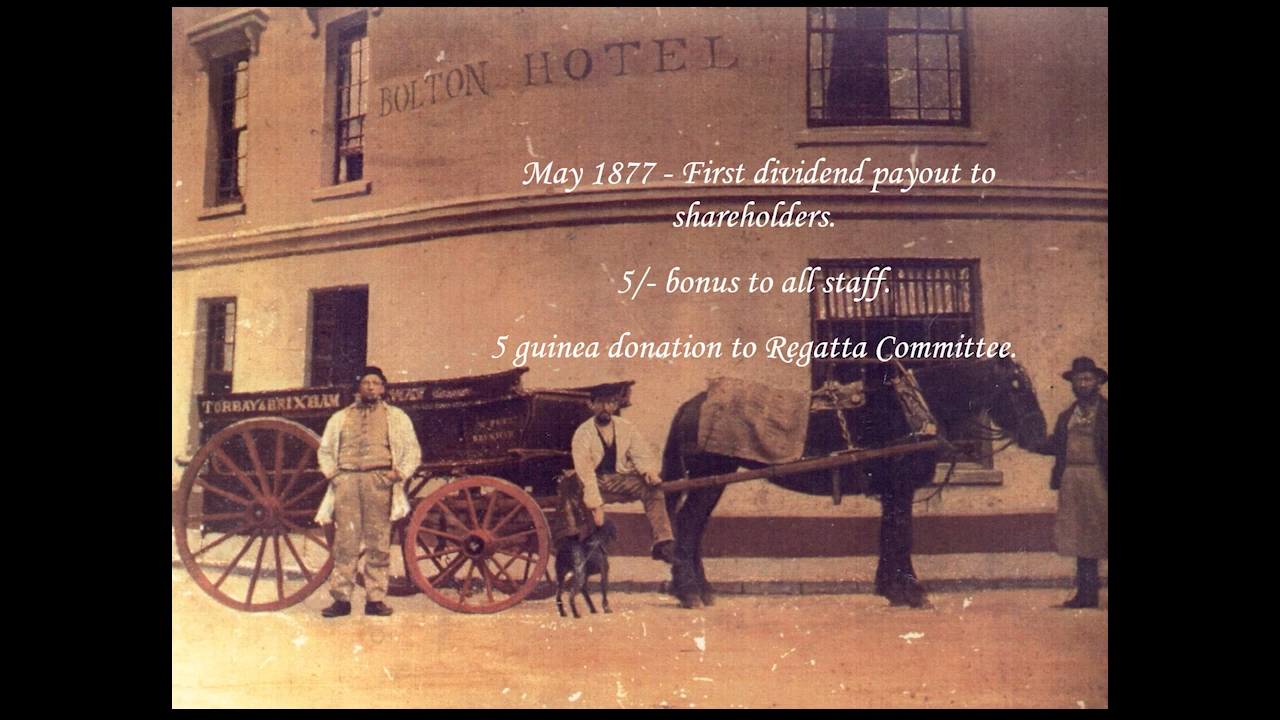 BOLTON HOTEL
May 1877 - First dividend payout to
shareholders.
5/- bonus to all staff.
5 guinea donation to Regatta Committee.
TORBAY & BRIXHAM